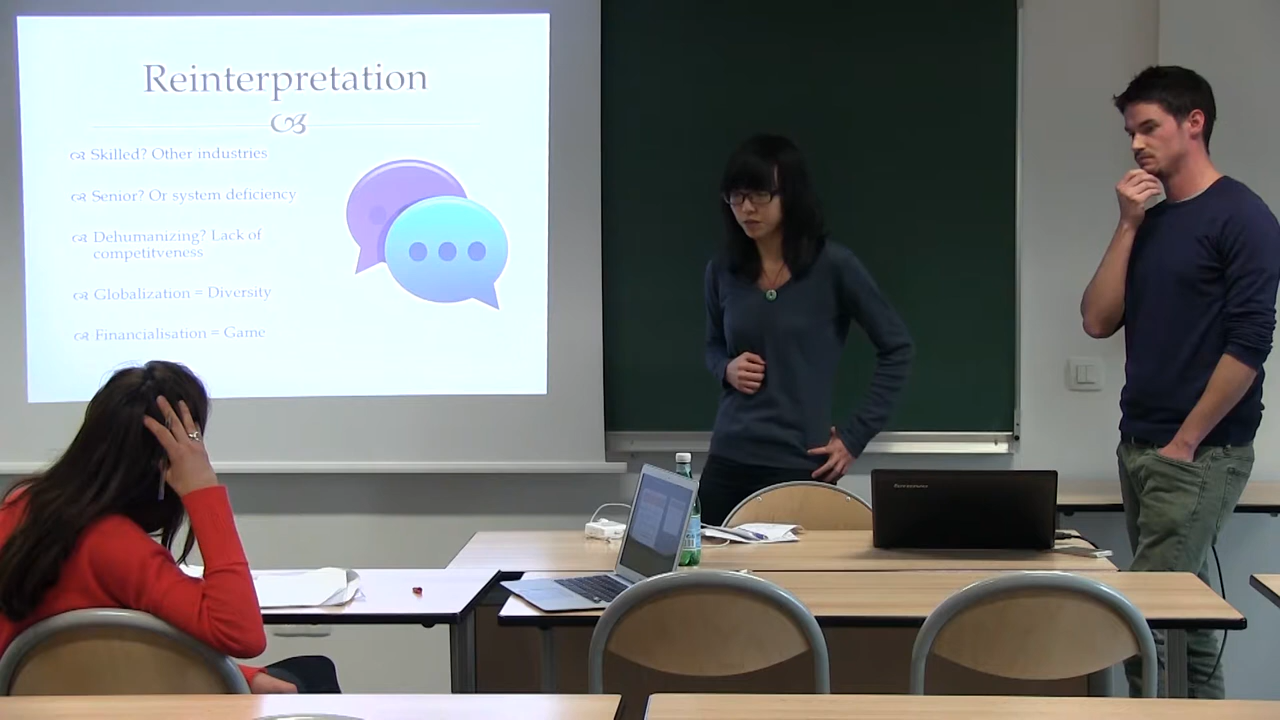 Reinterpretation
Skilled? Other industries
Senior? Or system deficiency
Dehumanizing? Lack of
competitveness
Globalization = Diversity
Financialisation = Game